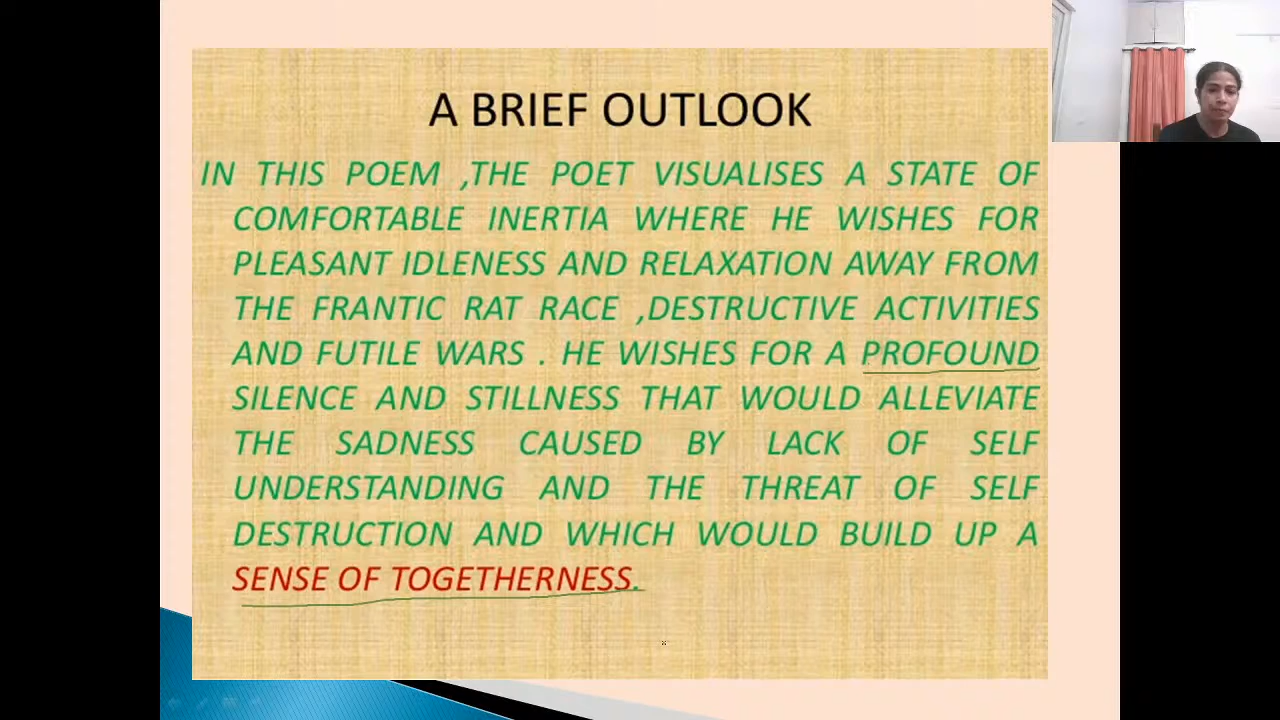 A BRIEF OUTLOOK
IN THIS POEM ,THE POET VISUALISES A STATE OF
COMFORTABLE INERTIA WHERE HE WISHES FOR
PLEASANT IDLENESS AND RELAXATION AWAY FROM
THE FRANTIC RAT RACE ,DESTRUCTIVE ACTIVITIES
AND FUTILE WARS . HE WISHES FOR A PROFOUND
SILENCE AND STILLNESS THAT WOULD ALLEVIATE
THE SADNESS CAUSED BY LACK OF SELF
UNDERSTANDING AND THE THREAT OF SELF
DESTRUCTION AND WHICH WOULD BUILD UP A
SENSE OF TOGETHERNESS.